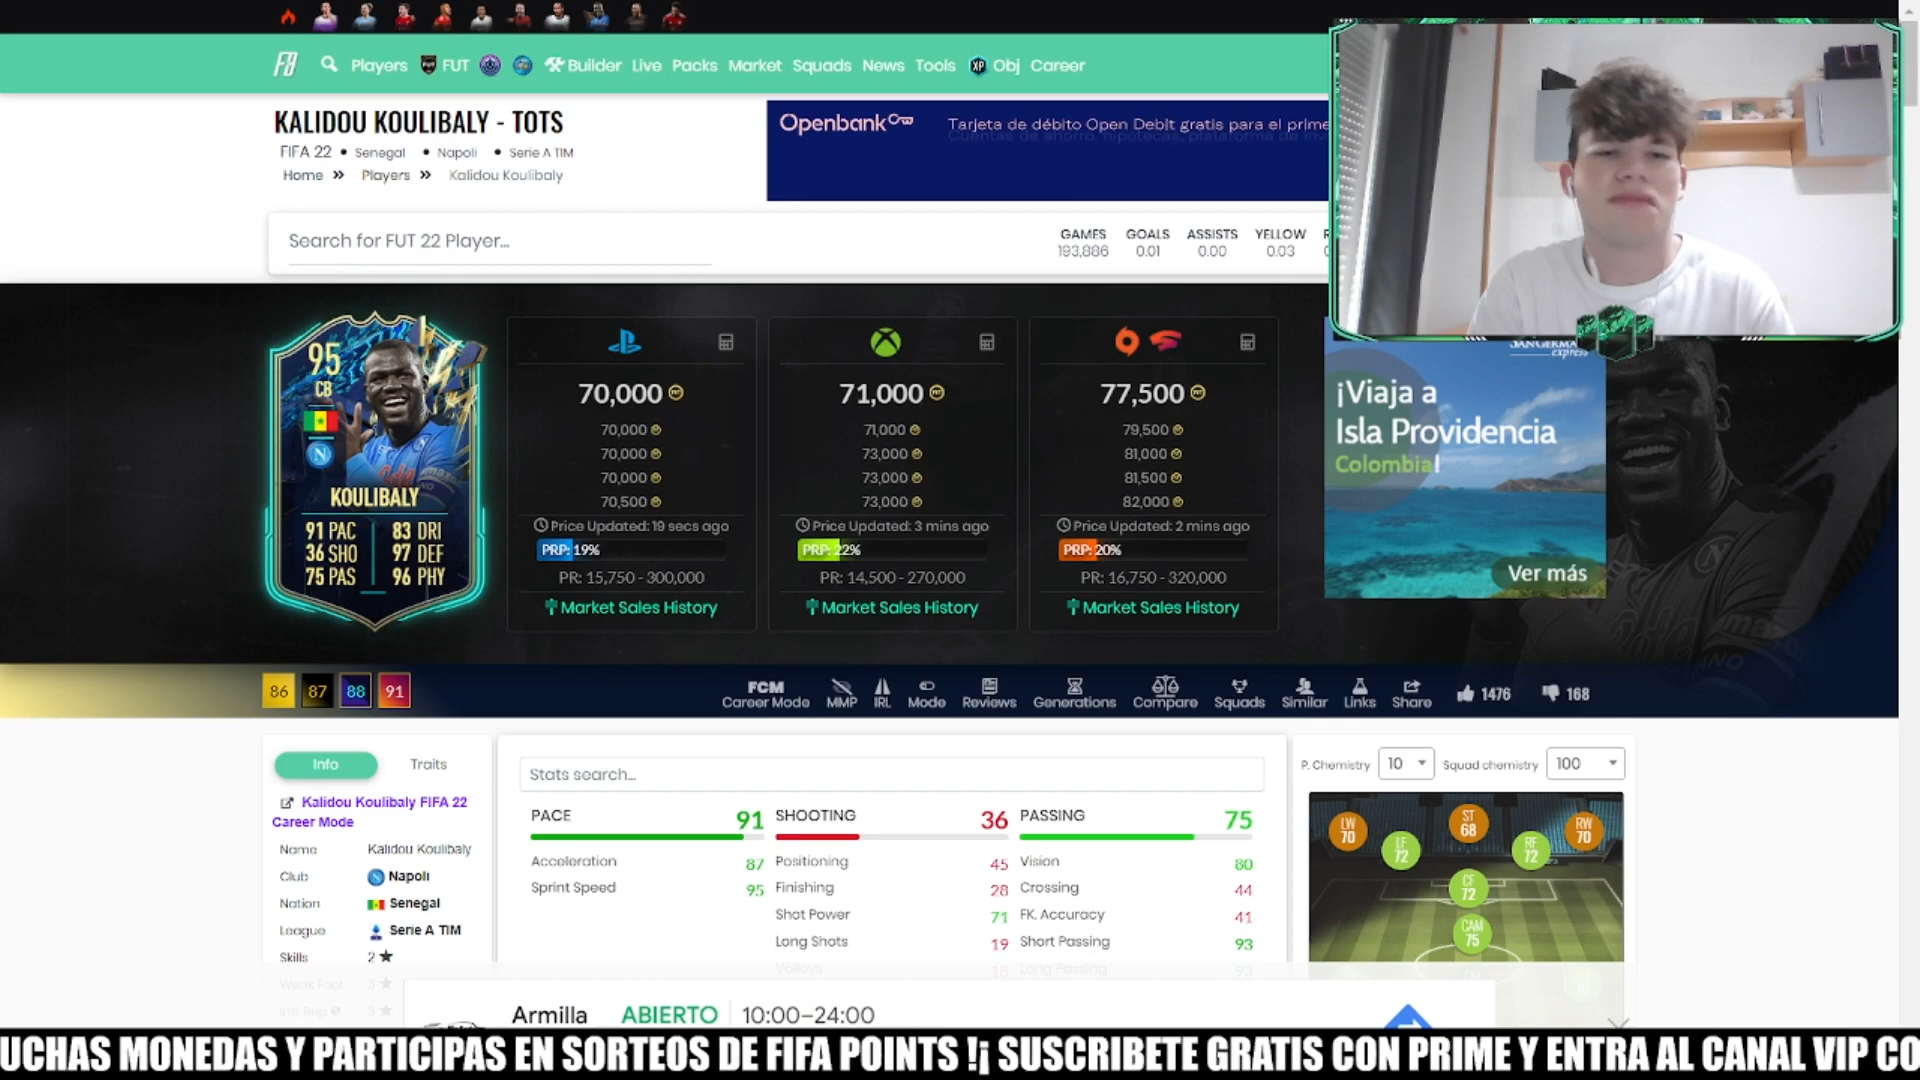 Players FUT Builder Live Packs Market Squads News Tools XP Obj Career
KALIDOU KOULIBALY - TOTS
FIFA 22 • Senegal • Napoli • Serie A TIM
Home » Players » Kalidou Koulibaly
Openbank
Tarjeta de débito Open Debit gratis para el prime
Search for FUT 22 Player...
GAMES GOALS ASSISTS YELLOW
193,886 0.01 0.00 0.03
95
CB
KOULIBALY
91 PAC 83 DRI
36 SHO 97 DEF
75 PAS 96 PHY
70,000
70,000
70,000
70,000
70,500
Price Updated: 19 secs ago
PRP: 19%
PR: 15,750 - 300,000
Market Sales History
71,000
71,000
73,000
73,000
73,000
Price Updated: 3 mins ago
PRP: 22%
PR: 14,500 - 270,000
Market Sales History
77,500
79,500
81,000
81,500
82,000
Price Updated: 2 mins ago
PRP: 20%
PR: 16,750 - 320,000
Market Sales History
express
¡Viaja a
Isla Providencia
Colombia!
Ver más
86 87 88 91
FCM
Career Mode MMP IRL Mode Reviews Generations Compare Squads Similar Links Share 1476 168
Info Traits
Kalidou Koulibaly FIFA 22
Career Mode
Name Kalidou Koulibaly
Club Napoli
Nation Senegal
League Serie A TIM
Skills 2★
Weak Foot 3★
Stats search...
PACE 91
Acceleration 87
Sprint Speed 95
SHOOTING 36
Positioning 45
Finishing 28
Shot Power 71
Long Shots 19
Volleys 18
PASSING 75
Vision 80
Crossing 44
FK. Accuracy 41
Short Passing 93
Long Passing 93
P. Chemistry 10 Squad chemistry 100
LW
70
ST
68
RW
70
LF
72
RF
72
CF
72
CAM
75
Armilla ABIERTO 10:00–24:00
UCHAS MONEDAS Y PARTICIPAS EN SORTEOS DE FIFA POINTS !¡ SUSCRIBETE GRATIS CON PRIME Y ENTRA AL CANAL VIP CO